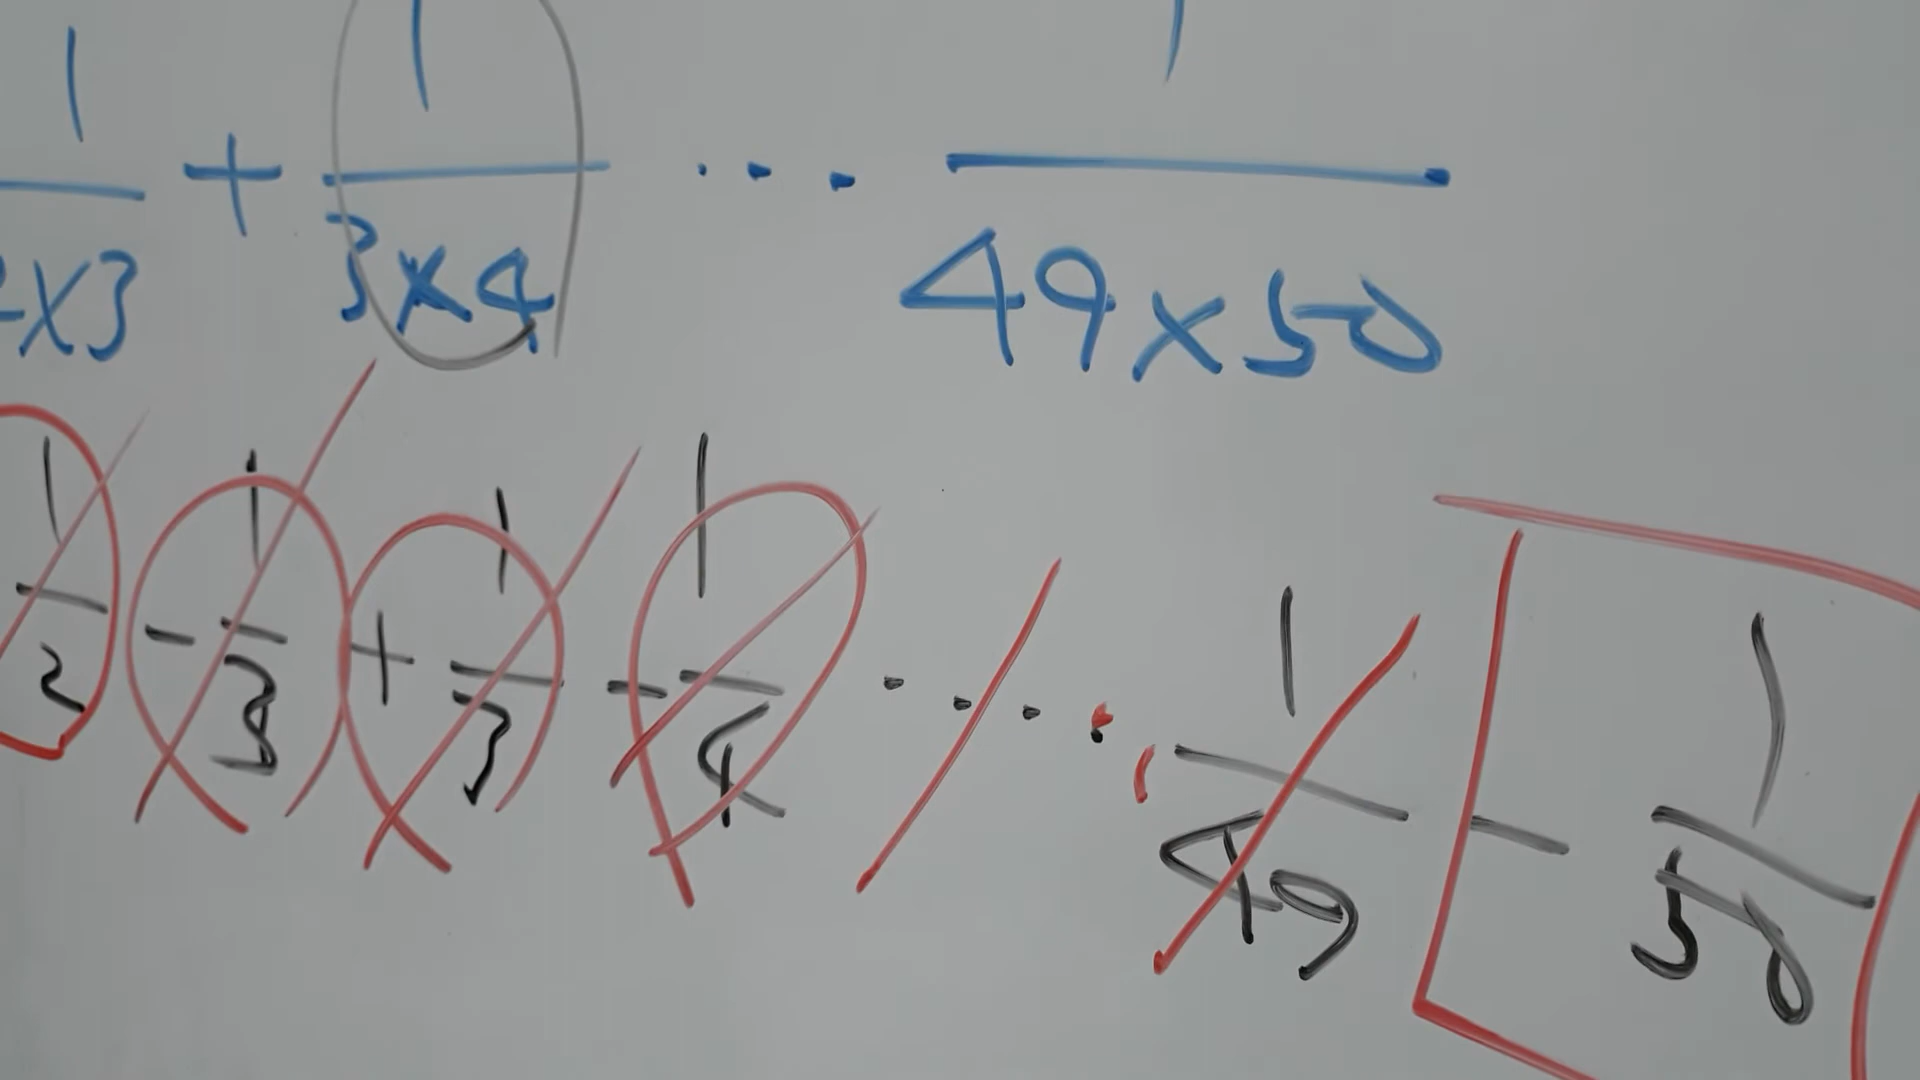 1/2×3 + 1/3×4 ... 1/49×50
1/2 - 1/3 + 1/3 - 1/4 .... 1/49 - 1/50